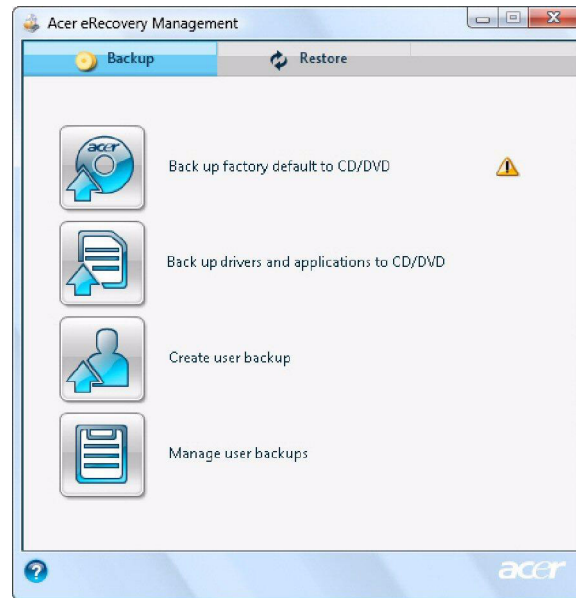 Acer eRecovery Management
Backup
Restore
acer
Back up factory default to CD/DVD
Back up drivers and applications to CD/DVD
Create user backup
Manage user backups
?
acer